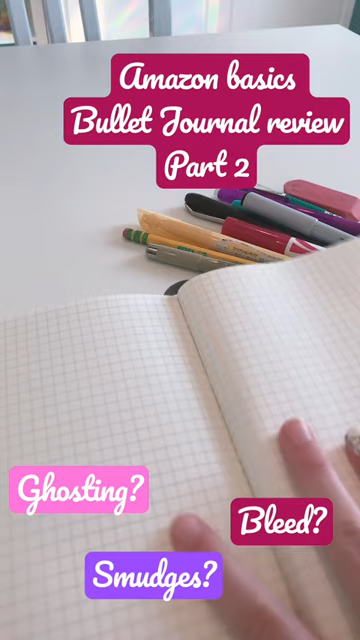 Amazon basics
Bullet Journal review
Part 2
Ghosting?
Bleed?
Smudges?